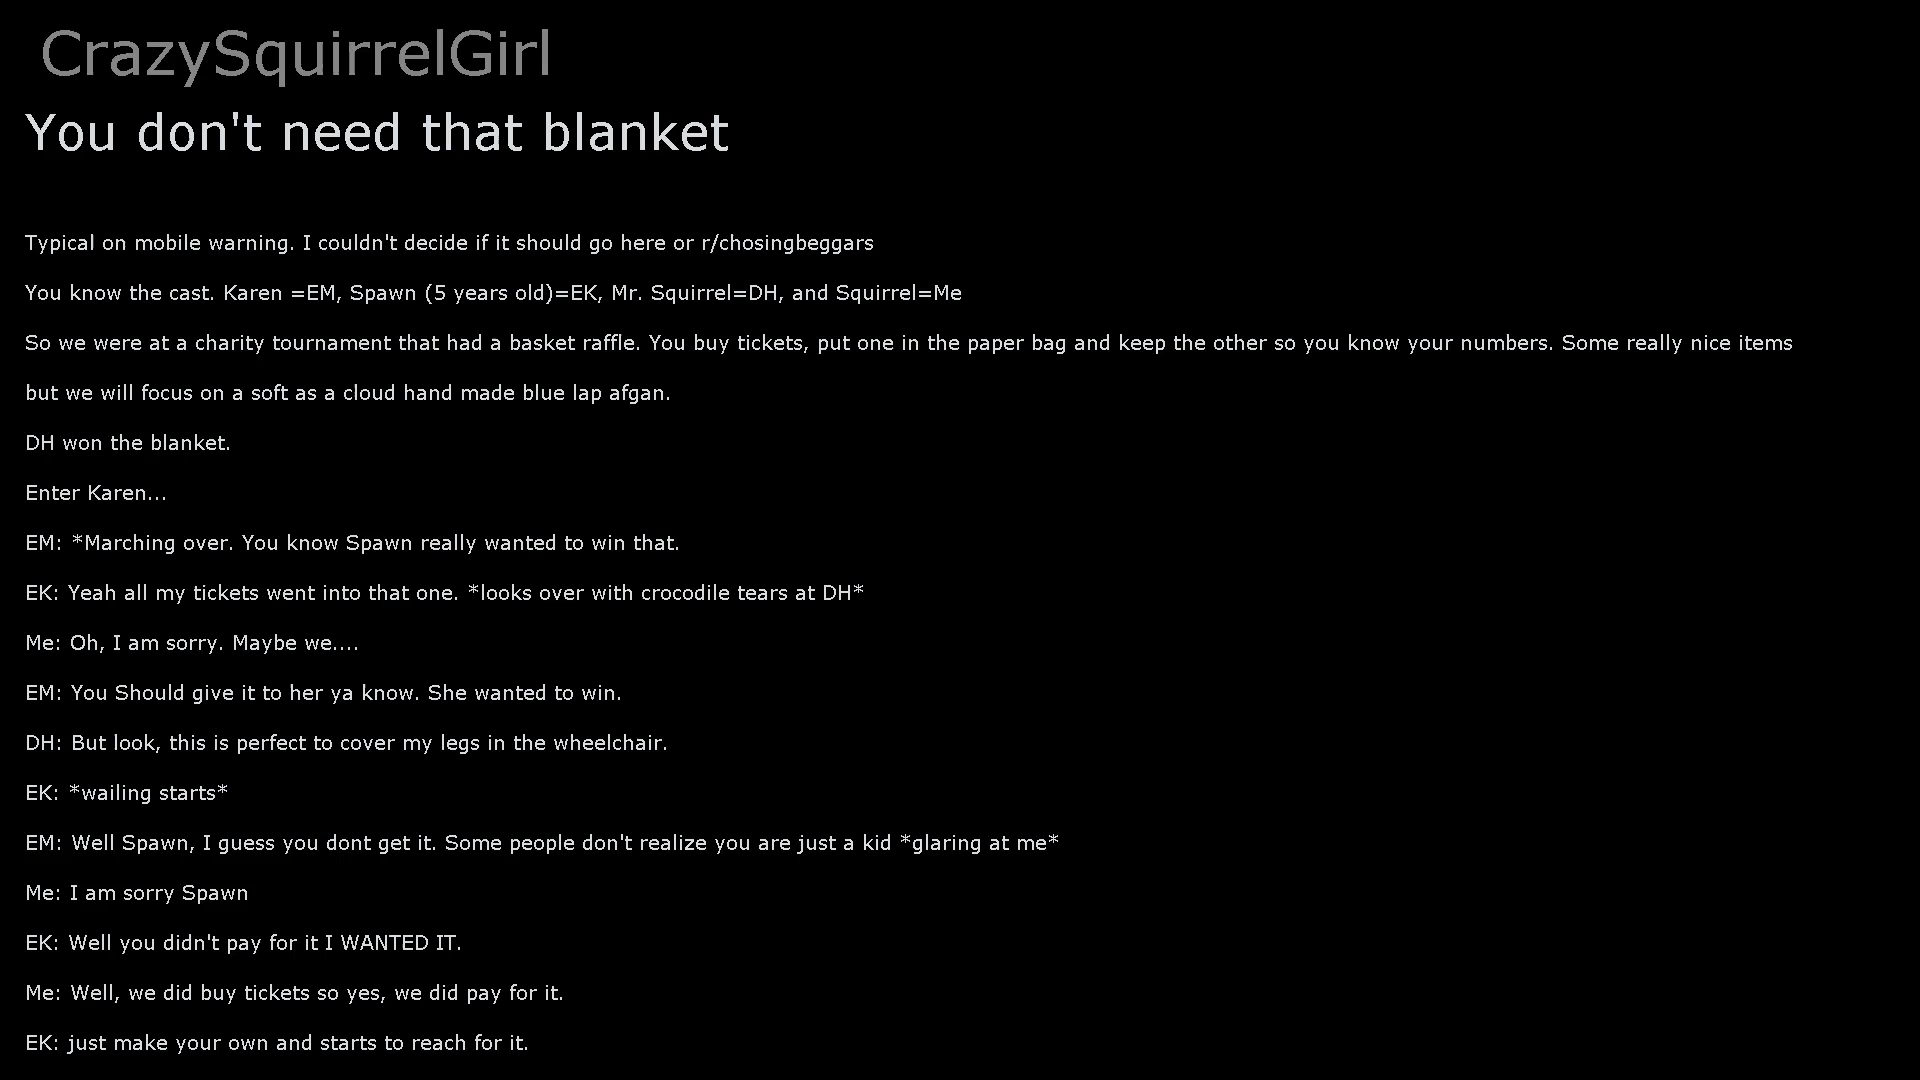 CrazySquirrelGirl
You don't need that blanket
Typical on mobile warning. I couldn't decide if it should go here or r/chosingbeggars
You know the cast. Karen =EM, Spawn (5 years old)=EK, Mr. Squirrel=DH, and Squirrel=Me
So we were at a charity tournament that had a basket raffle. You buy tickets, put one in the paper bag and keep the other so you know your numbers. Some really nice items
but we will focus on a soft as a cloud hand made blue lap afgan.
DH won the blanket.
Enter Karen...
EM: *Marching over. You know Spawn really wanted to win that.
EK: Yeah all my tickets went into that one. *looks over with crocodile tears at DH*
Me: Oh, I am sorry. Maybe we....
EM: You Should give it to her ya know. She wanted to win.
DH: But look, this is perfect to cover my legs in the wheelchair.
EK: *wailing starts*
EM: Well Spawn, I guess you dont get it. Some people don't realize you are just a kid *glaring at me*
Me: I am sorry Spawn
EK: Well you didn't pay for it I WANTED IT.
Me: Well, we did buy tickets so yes, we did pay for it.
EK: just make your own and starts to reach for it.